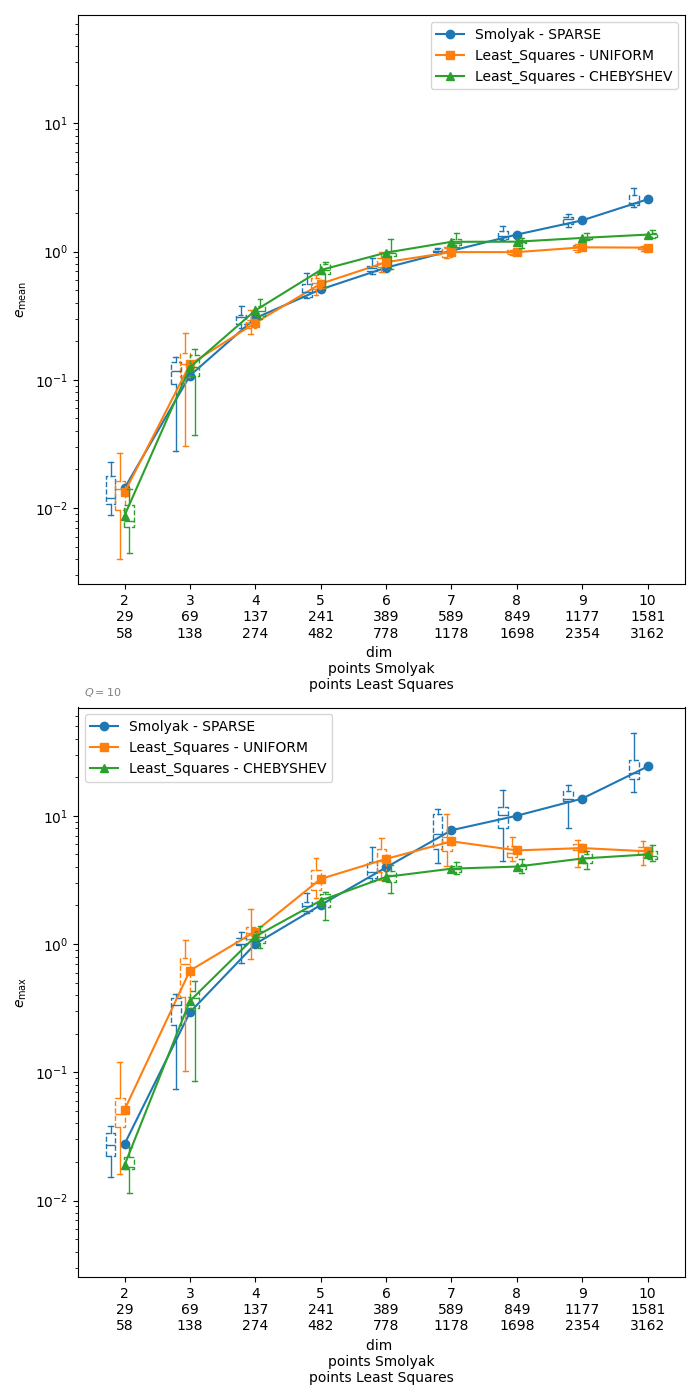 Smolyak - SPARSE
Least_Squares - UNIFORM
Least_Squares - CHEBYSHEV
10¹
10⁰
10⁻¹
10⁻²
e_mean
2 3 4 5 6 7 8 9 10
29 69 137 241 389 589 849 1177 1581
58 138 274 482 778 1178 1698 2354 3162
dim
points Smolyak
points Least Squares
Q = 10
Smolyak - SPARSE
Least_Squares - UNIFORM
Least_Squares - CHEBYSHEV
10¹
10⁰
10⁻¹
10⁻²
e_max
2 3 4 5 6 7 8 9 10
29 69 137 241 389 589 849 1177 1581
58 138 274 482 778 1178 1698 2354 3162
dim
points Smolyak
points Least Squares